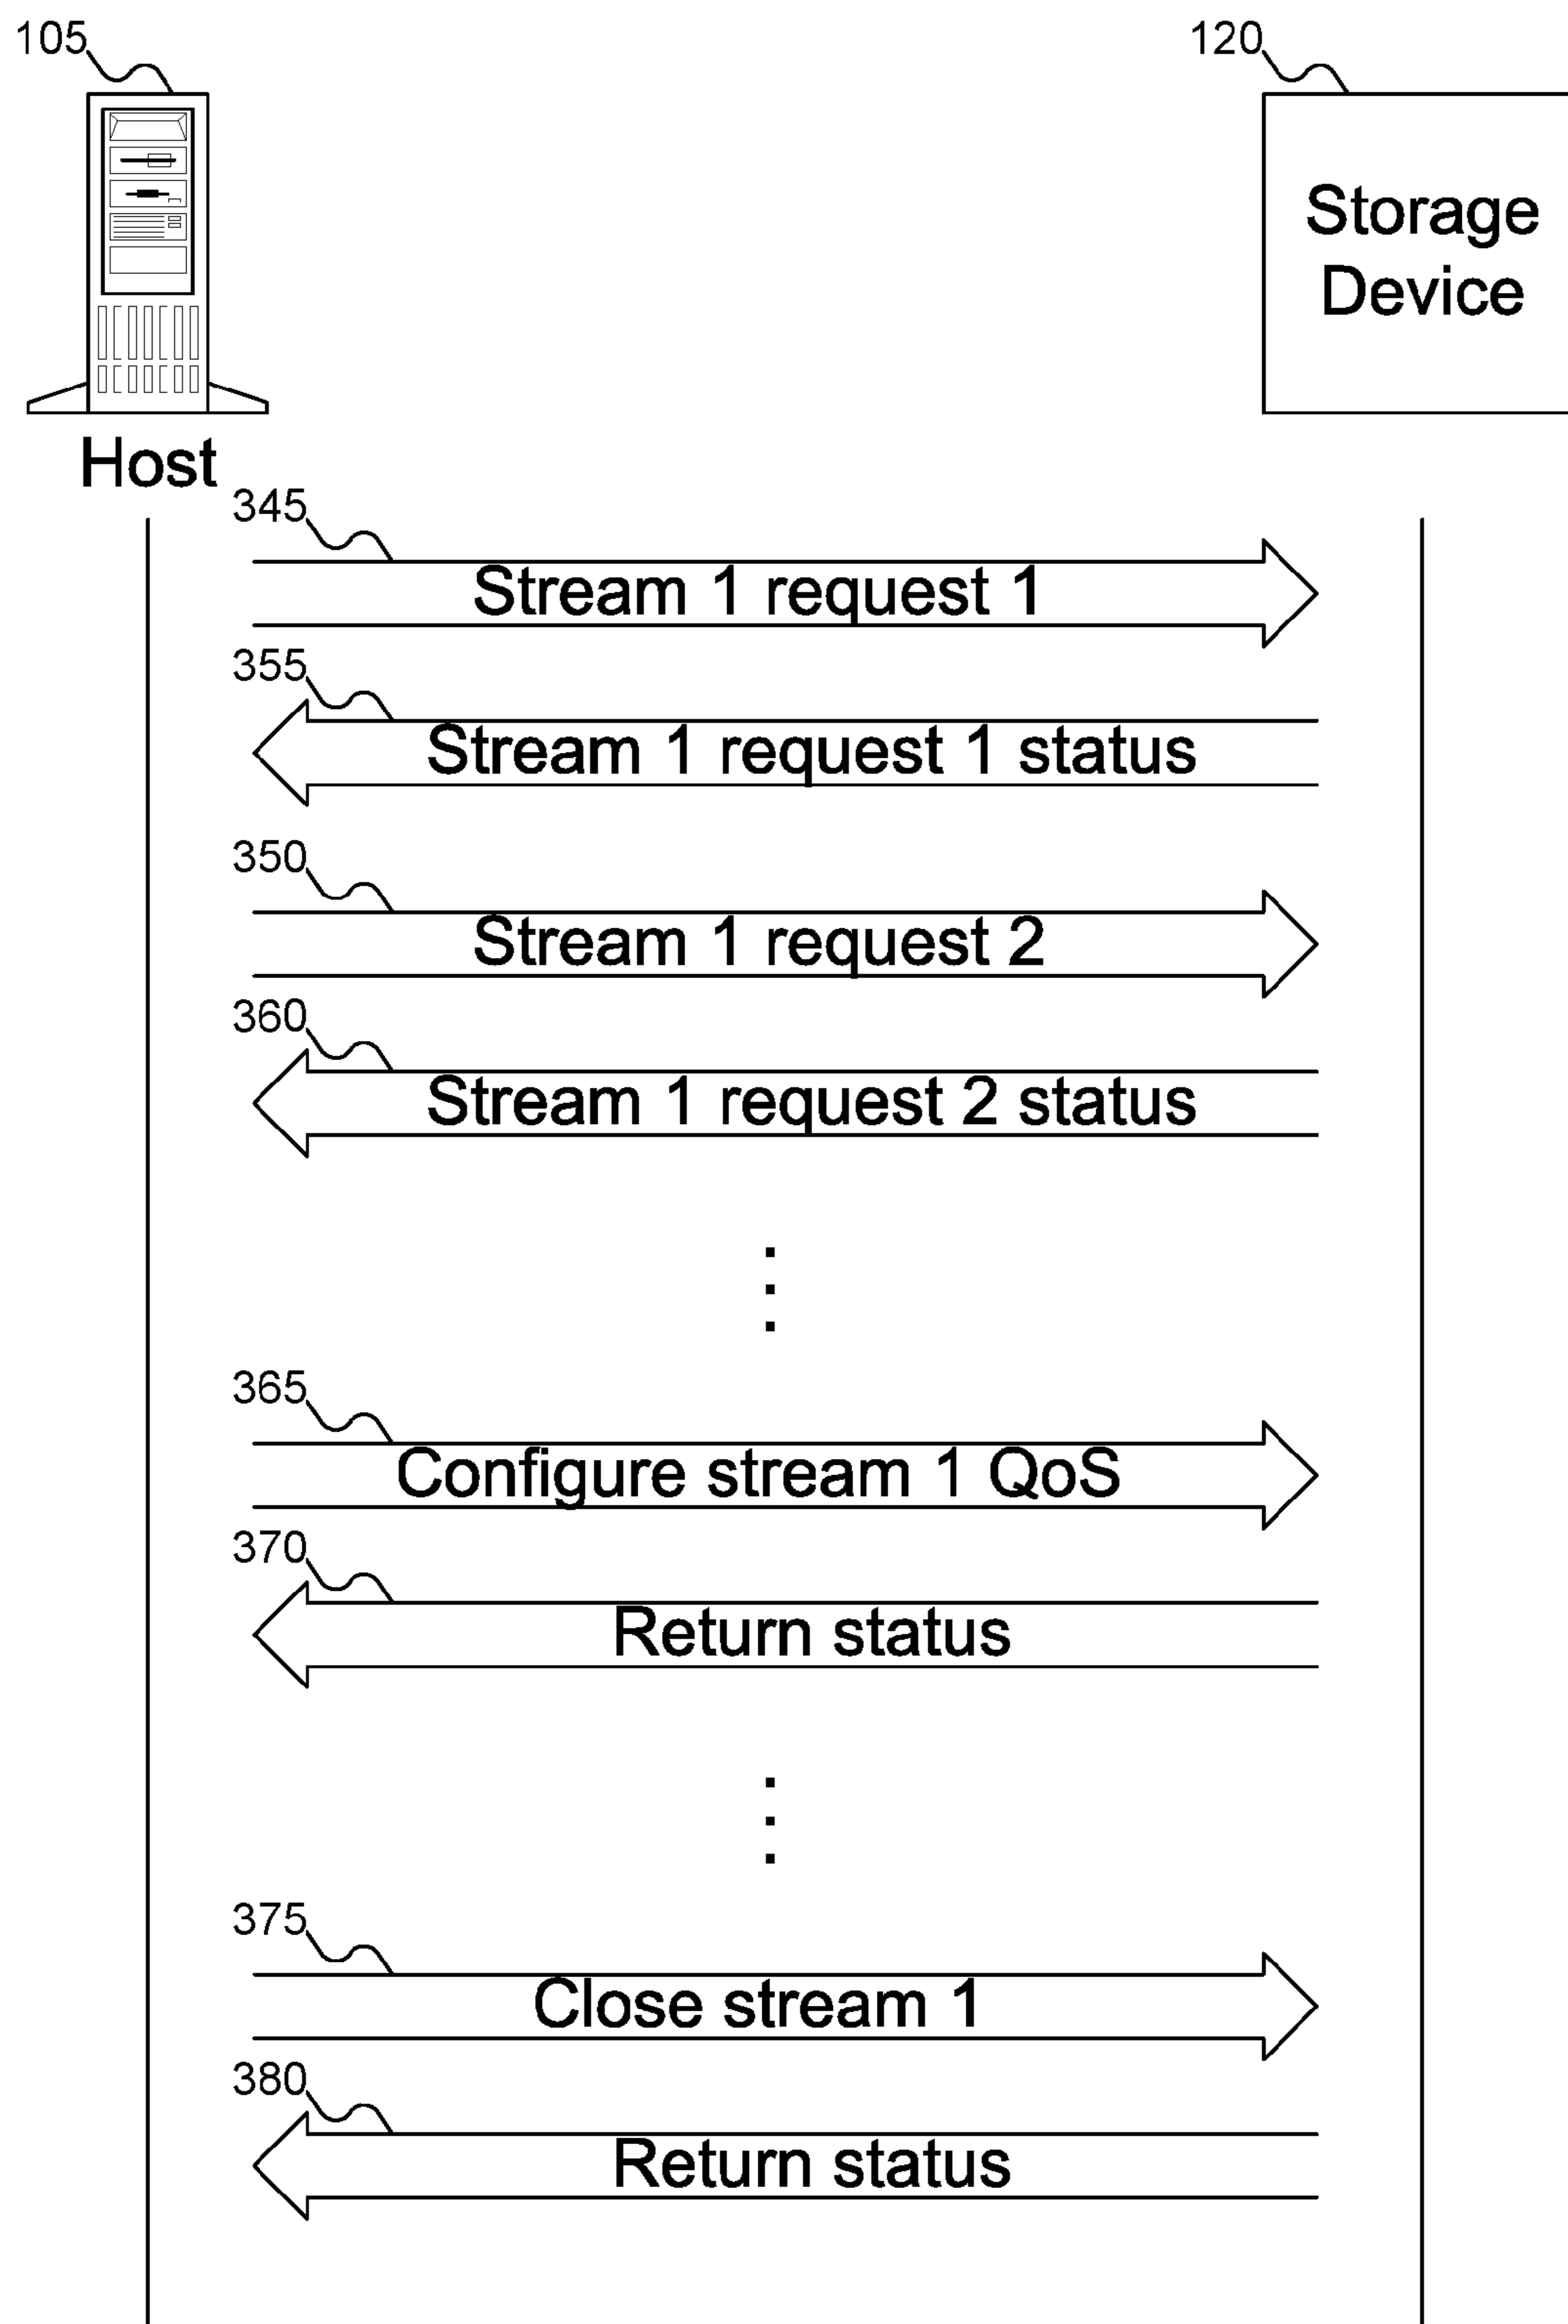 105
120
Storage
Device
Host
345
Stream 1 request 1
355
Stream 1 request 1 status
350
Stream 1 request 2
360
Stream 1 request 2 status
365
Configure stream 1 QoS
370
Return status
375
Close stream 1
380
Return status